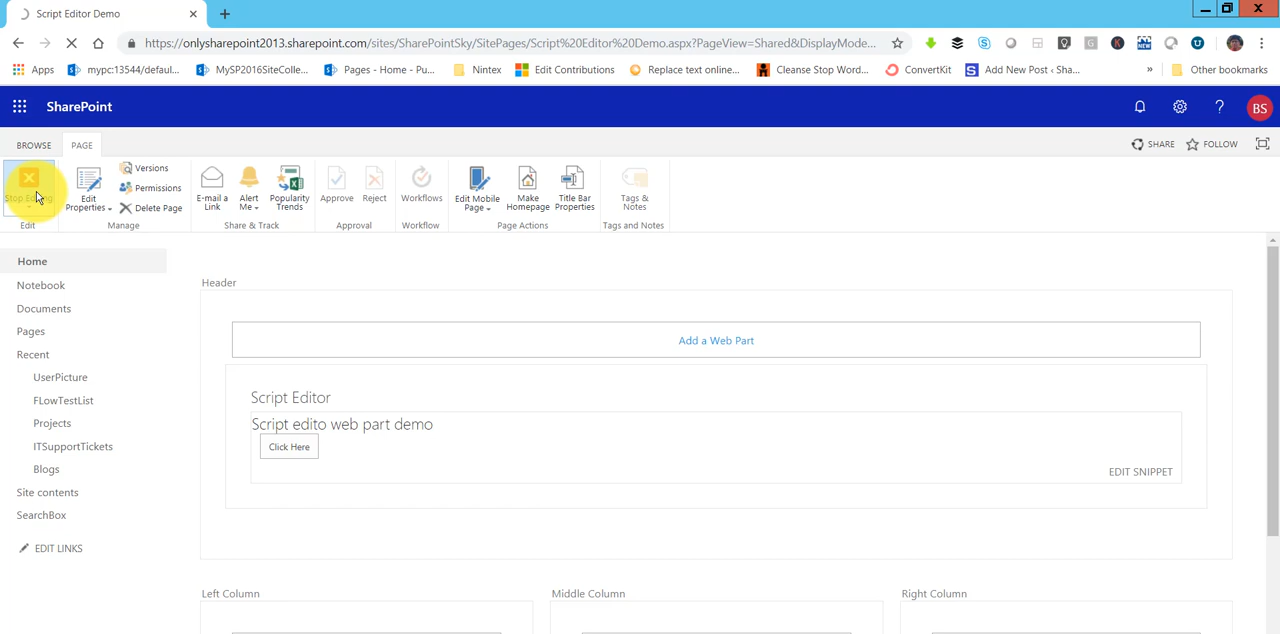 Script Editor Demo
https://onlysharepoint2013.sharepoint.com/sites/SharePointSky/SitePages/Script%20Editor%20Demo.aspx?PageView=Shared&DisplayMode...
Apps mypc:13544/defaul... MySP2016SiteColle... Pages - Home - Pu... Nintex Edit Contributions Replace text online... Cleanse Stop Word... ConvertKit S Add New Post ‹ Sha... » Other bookmarks
SharePoint ? BS
BROWSE PAGE SHARE FOLLOW
Stop Editing
Edit Properties
Versions
Permissions
Delete Page
E-mail a Link
Alert Me
Popularity Trends
Approve
Reject
Workflows
Edit Mobile Page
Make Homepage
Title Bar Properties
Tags & Notes
Edit Manage Share & Track Approval Workflow Page Actions Tags and Notes
Home
Notebook
Documents
Pages
Recent
UserPicture
FLowTestList
Projects
ITSupportTickets
Blogs
Site contents
SearchBox
EDIT LINKS
Header
Add a Web Part
Script Editor
Script edito web part demo
Click Here
EDIT SNIPPET
Left Column Middle Column Right Column